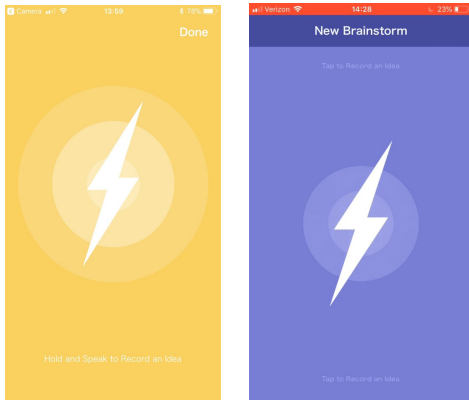 Camera 13:59 78%
Done
Hold and Speak to Record an Idea
Verizon 14:28 23%
New Brainstorm
Tap to Record an Idea
Tap to Record an Idea